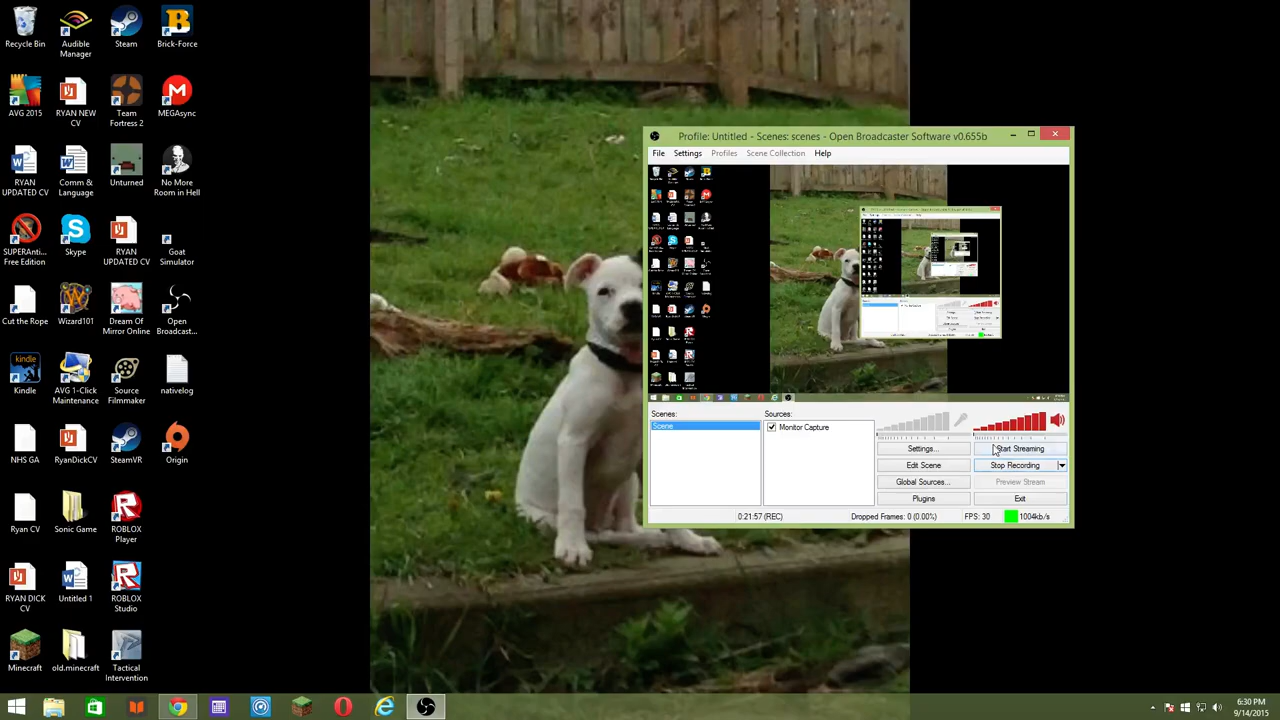 Recycle Bin
Audible Manager
Steam
Brick-Force
AVG 2015
RYAN NEW CV
Team Fortress 2
MEGAsync
RYAN UPDATED CV
Comm & Language
Unturned
No More Room in Hell
SUPERAnti... Free Edition
Skype
RYAN UPDATED CV
Goat Simulator
Cut the Rope
Wizard101
Dream Of Mirror Online
Open Broadcast...
Kindle
AVG 1-Click Maintenance
Source Filmmaker
nativelog
NHS GA
RyanDickCV
SteamVR
Origin
Ryan CV
Sonic Game
ROBLOX Player
RYAN DICK CV
Untitled 1
ROBLOX Studio
Minecraft
old.minecraft
Tactical Intervention
Profile: Untitled - Scenes: scenes - Open Broadcaster Software v0.655b
File Settings Profiles Scene Collection Help
Scenes:
Scene
Sources:
Monitor Capture
Settings...
Start Streaming
Edit Scene
Stop Recording
Global Sources...
Preview Stream
Plugins
Exit
0:21:57 (REC)
Dropped Frames: 0 (0.00%)
FPS: 30
1004kb/s
6:30 PM
9/14/2015